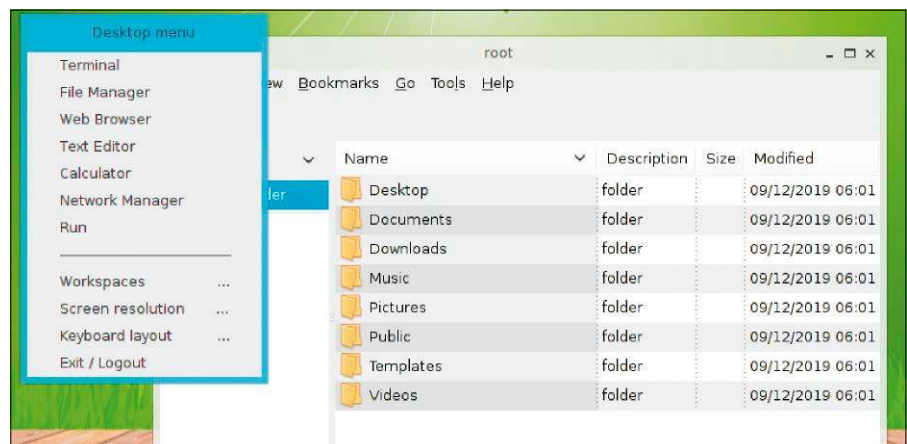 Desktop menu
Terminal
File Manager
Web Browser
Text Editor
Calculator
Network Manager
Run
Workspaces ...
Screen resolution ...
Keyboard layout ...
Exit / Logout
root
ew Bookmarks Go Tools Help
Name Description Size Modified
der
Desktop folder 09/12/2019 06:01
Documents folder 09/12/2019 06:01
Downloads folder 09/12/2019 06:01
Music folder 09/12/2019 06:01
Pictures folder 09/12/2019 06:01
Public folder 09/12/2019 06:01
Templates folder 09/12/2019 06:01
Videos folder 09/12/2019 06:01